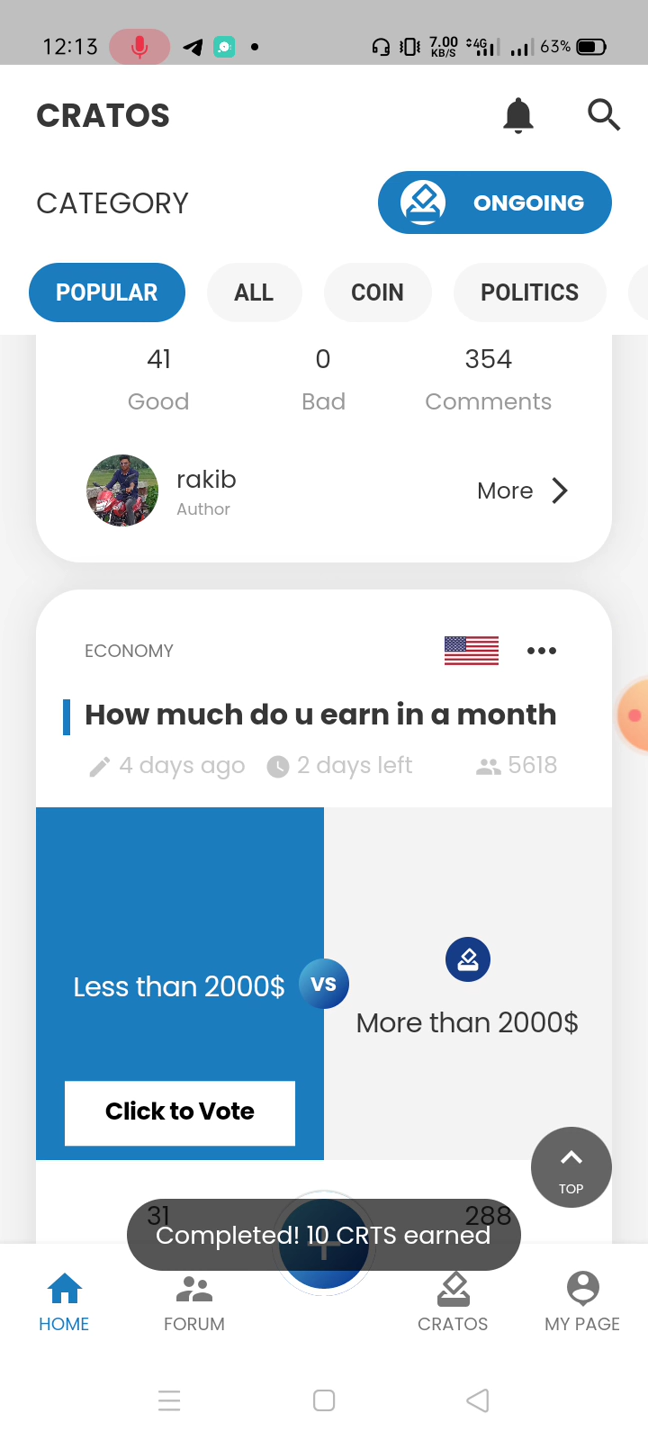 12:13
7.00 KB/S 4G 63%
CRATOS
CATEGORY
ONGOING
POPULAR ALL COIN POLITICS
41 0 354
Good Bad Comments
rakib
Author
More
ECONOMY
How much do u earn in a month
4 days ago 2 days left 5618
Less than 2000$
VS
More than 2000$
Click to Vote
TOP
31 288
Completed! 10 CRTS earned
HOME FORUM CRATOS MY PAGE